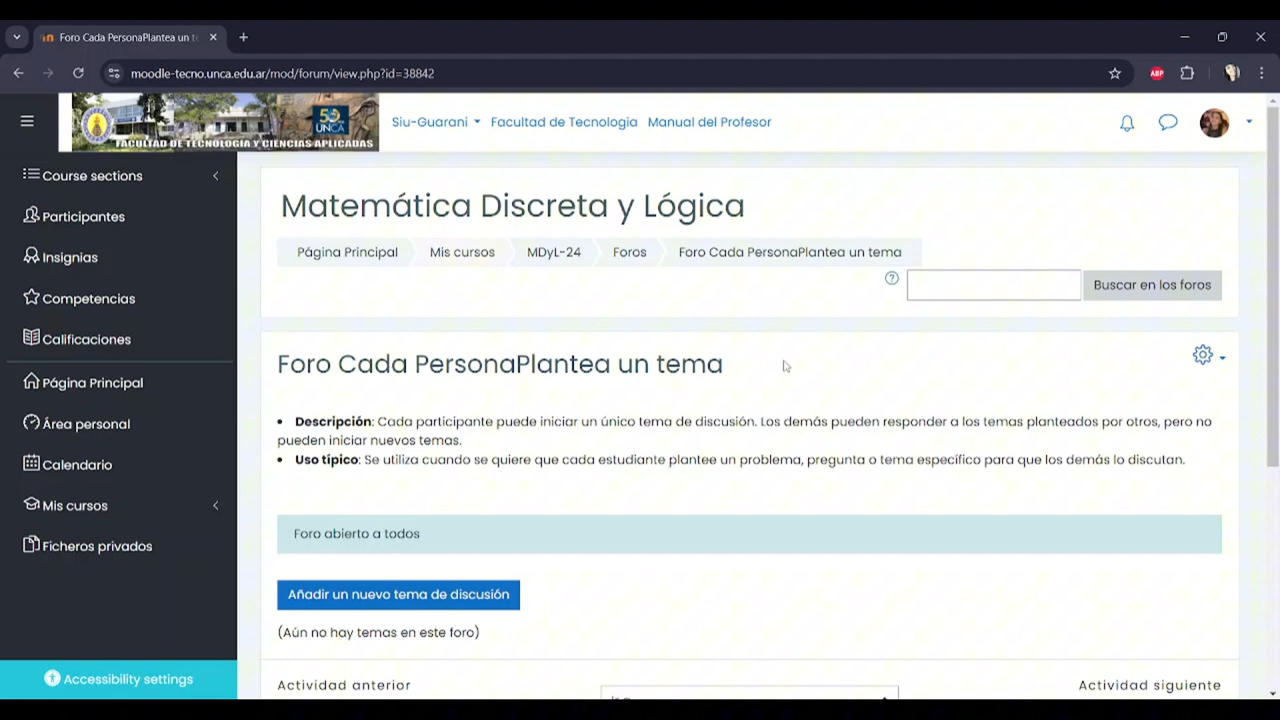 Foro Cada PersonaPlantea un t
moodle-tecno.unca.edu.ar/mod/forum/view.php?id=38842
ABP
50
UNCA
FACULTAD DE TECNOLOGIA Y CIENCIAS APLICADAS
Siu-Guarani
Facultad de Tecnologia
Manual del Profesor
Course sections
Participantes
Insignias
Competencias
Calificaciones
Página Principal
Área personal
Calendario
Mis cursos
Ficheros privados
Accessibility settings
Matemática Discreta y Lógica
Página Principal
Mis cursos
MDyL-24
Foros
Foro Cada PersonaPlantea un tema
Buscar en los foros
Foro Cada PersonaPlantea un tema
• Descripción: Cada participante puede iniciar un único tema de discusión. Los demás pueden responder a los temas planteados por otros, pero no
pueden iniciar nuevos temas.
• Uso típico: Se utiliza cuando se quiere que cada estudiante plantee un problema, pregunta o tema específico para que los demás lo discutan.
Foro abierto a todos
Añadir un nuevo tema de discusión
(Aún no hay temas en este foro)
Actividad anterior
Actividad siguiente